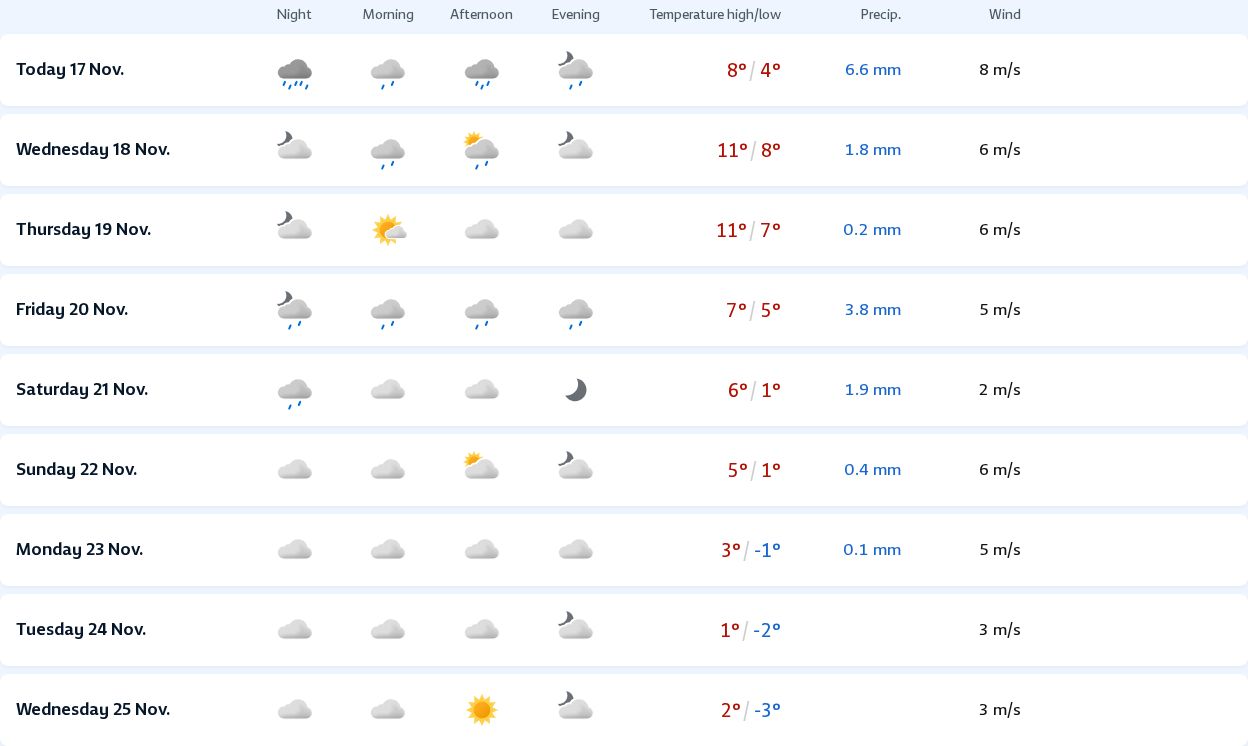 Night Morning Afternoon Evening Temperature high/low Precip. Wind
Today 17 Nov. 8°/4° 6.6 mm 8 m/s
Wednesday 18 Nov. 11°/8° 1.8 mm 6 m/s
Thursday 19 Nov. 11°/7° 0.2 mm 6 m/s
Friday 20 Nov. 7°/5° 3.8 mm 5 m/s
Saturday 21 Nov. 6°/1° 1.9 mm 2 m/s
Sunday 22 Nov. 5°/1° 0.4 mm 6 m/s
Monday 23 Nov. 3°/-1° 0.1 mm 5 m/s
Tuesday 24 Nov. 1°/-2° 3 m/s
Wednesday 25 Nov. 2°/-3° 3 m/s